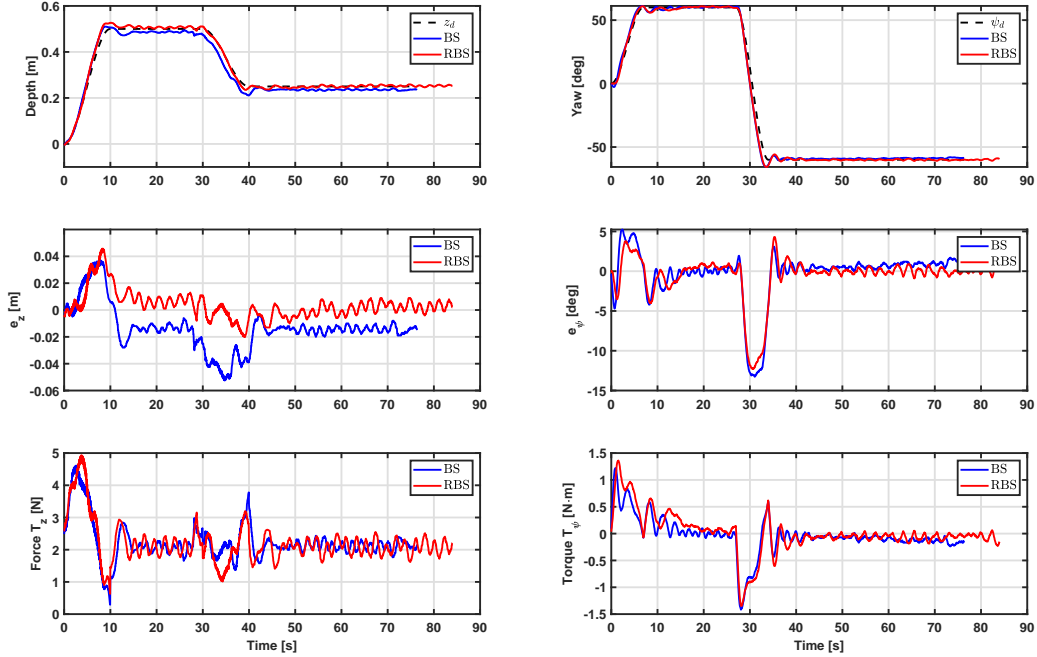 0.6
0.4
0.2
0
Depth [m]
z_d
BS
RBS
0 10 20 30 40 50 60 70 80 90
50
0
-50
Yaw [deg]
ψ_d
BS
RBS
0 10 20 30 40 50 60 70 80 90
0.04
0.02
0
-0.02
-0.04
-0.06
e_z [m]
BS
RBS
0 10 20 30 40 50 60 70 80 90
5
0
-5
-10
-15
e_ψ [deg]
BS
RBS
0 10 20 30 40 50 60 70 80 90
5
4
3
2
1
0
Force T_z [N]
BS
RBS
0 10 20 30 40 50 60 70 80 90
Time [s]
1.5
1
0.5
0
-0.5
-1
-1.5
Torque T_ψ [N·m]
BS
RBS
0 10 20 30 40 50 60 70 80 90
Time [s]